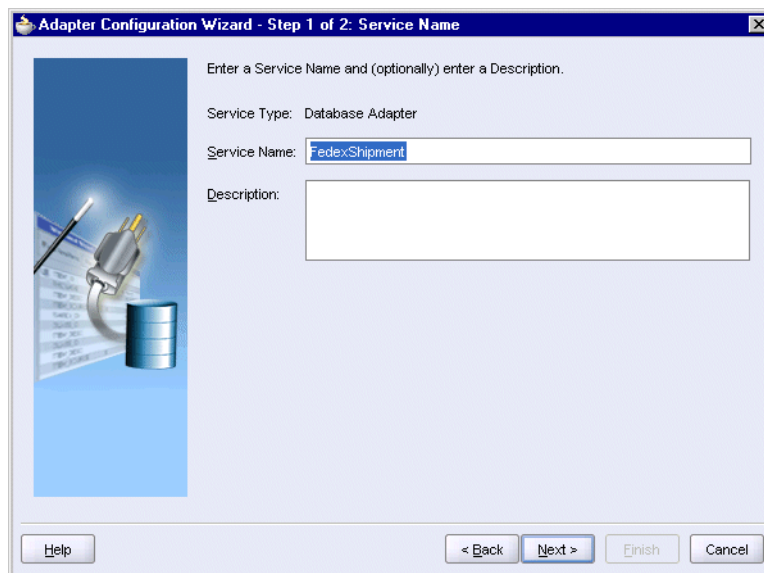 Adapter Configuration Wizard - Step 1 of 2: Service Name
Enter a Service Name and (optionally) enter a Description.
Service Type: Database Adapter
Service Name: FedexShipment
Description:
Help
< Back
Next >
Finish
Cancel